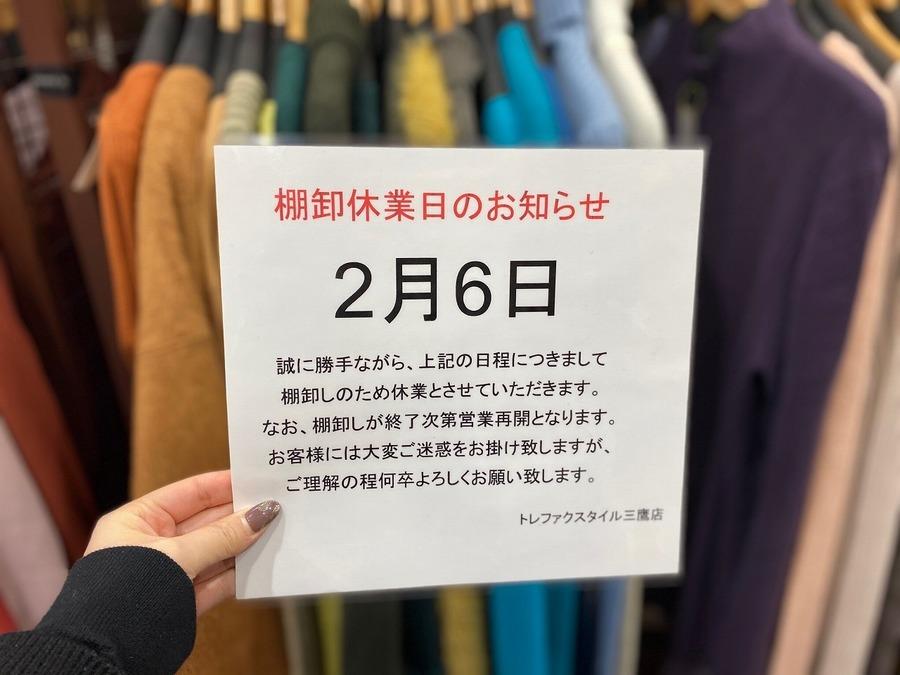 棚卸休業日のお知らせ
2月6日
誠に勝手ながら、上記の日程につきまして
棚卸しのため休業とさせていただきます。
なお、棚卸しが終了次第営業再開となります。
お客様には大変ご迷惑をお掛け致しますが、
ご理解の程何卒よろしくお願い致します。
トレファクスタイル三鷹店